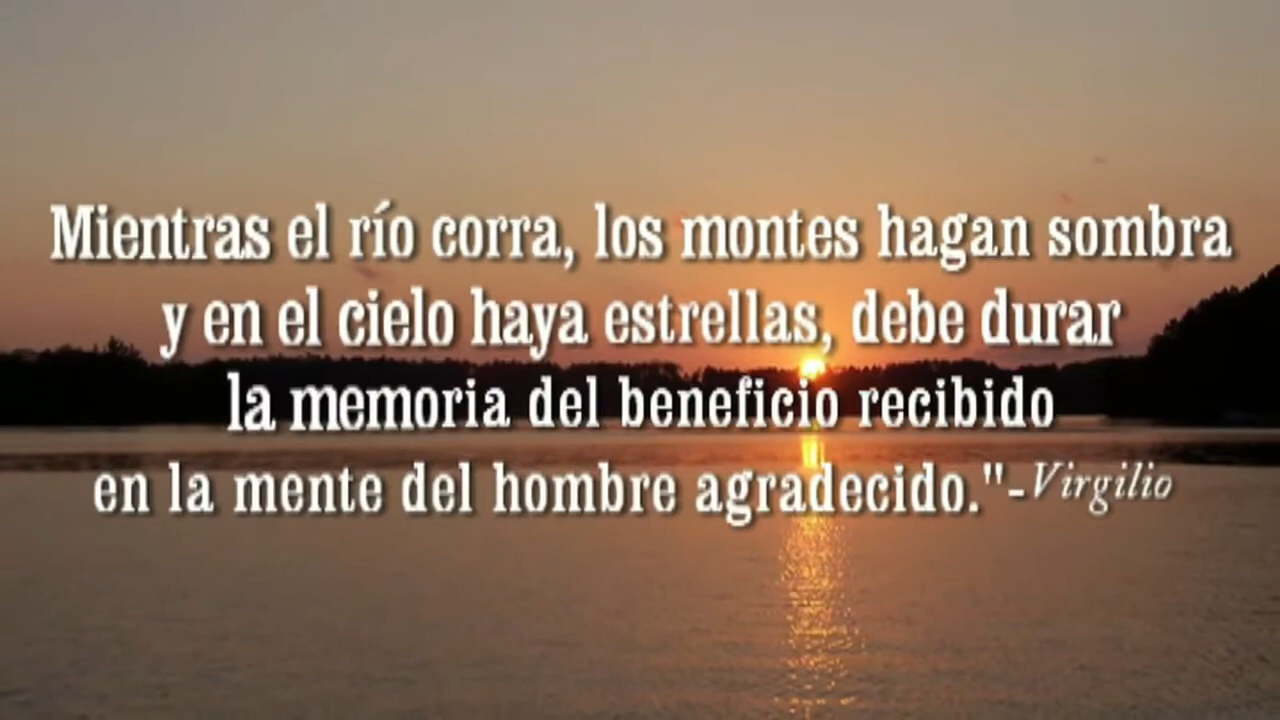 Mientras el río corra, los montes hagan sombra
y en el cielo haya estrellas, debe durar
la memoria del beneficio recibido
en la mente del hombre agradecido."-Virgilio